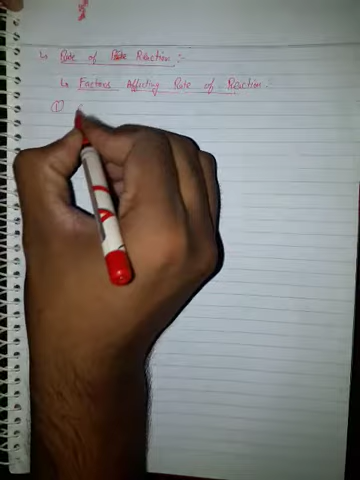 ↳ Rate of Reaction :-
↳ Factors Affecting Rate of Reaction :-
①